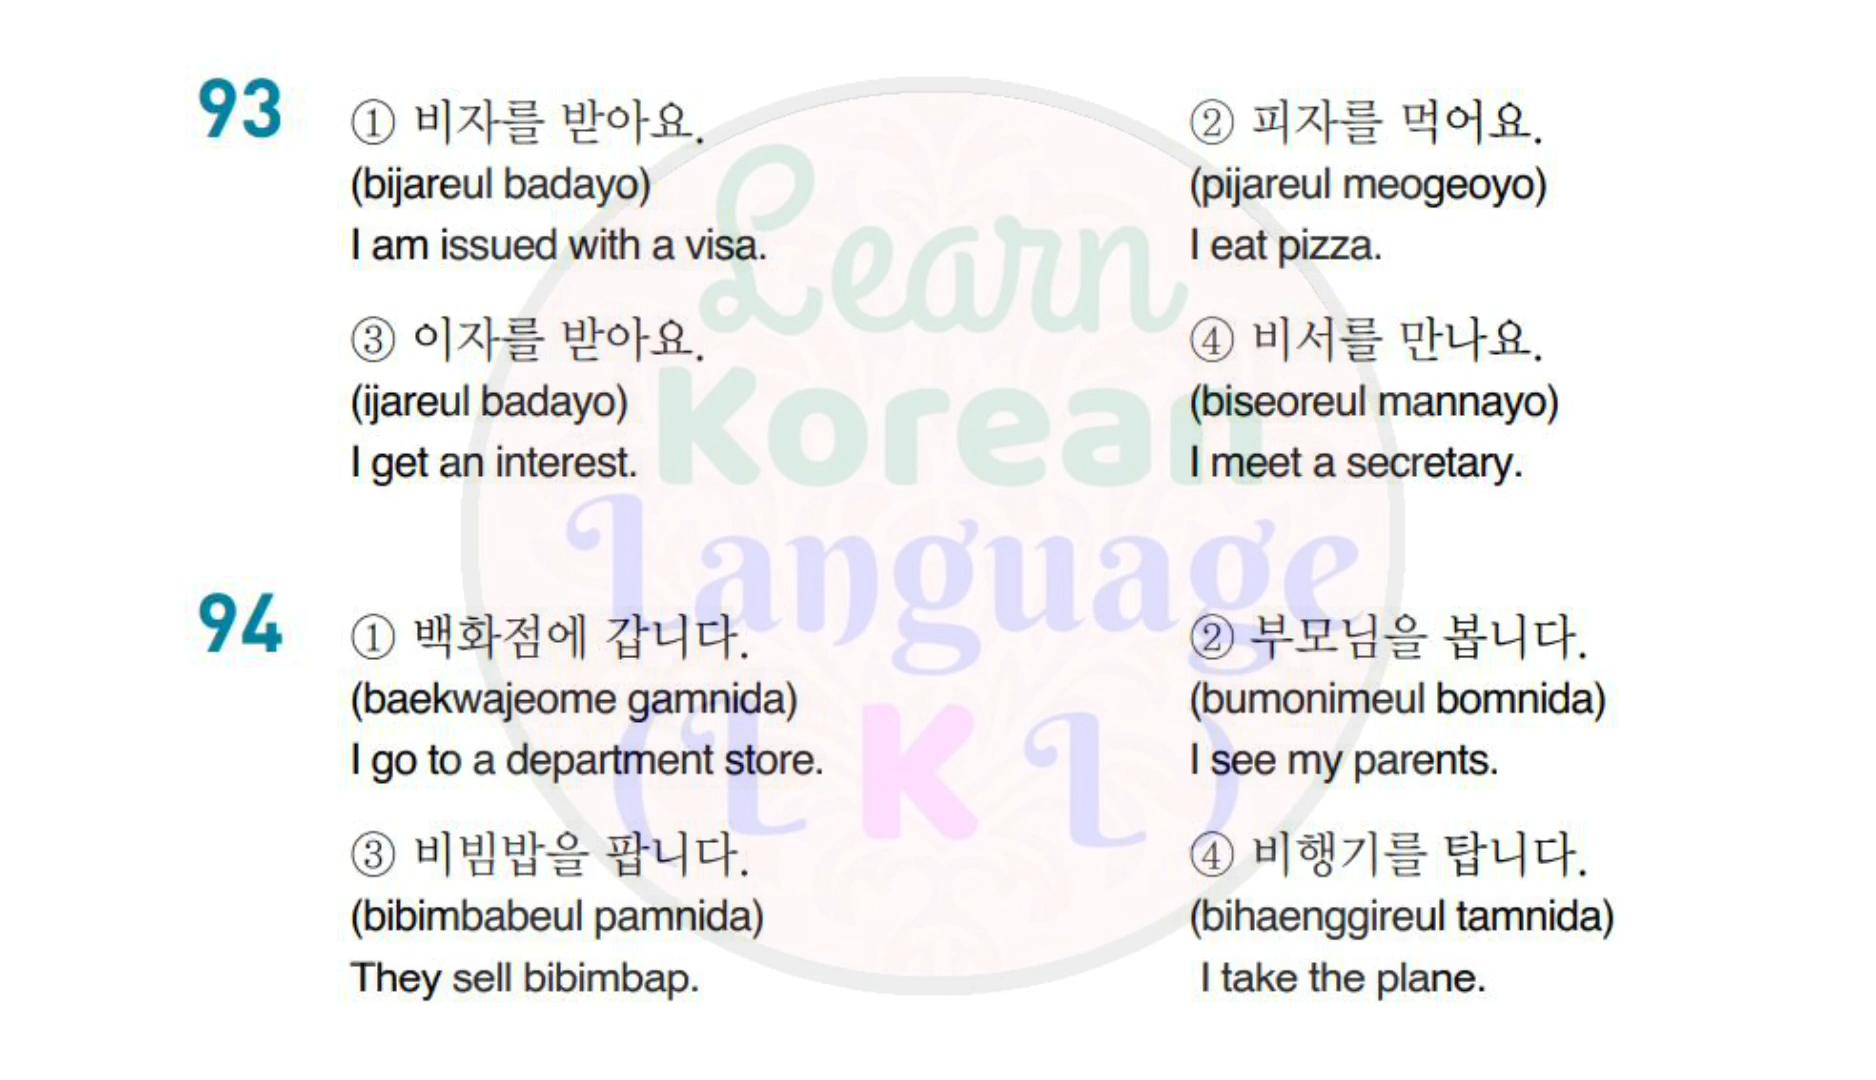 93
① 비자를 받아요.
(bijareul badayo)
I am issued with a visa.
② 피자를 먹어요.
(pijareul meogeoyo)
I eat pizza.
③ 이자를 받아요.
(ijareul badayo)
I get an interest.
④ 비서를 만나요.
(biseoreul mannayo)
I meet a secretary.
94
① 백화점에 갑니다.
(baekwajeome gamnida)
I go to a department store.
② 부모님을 봅니다.
(bumonimeul bomnida)
I see my parents.
③ 비빔밥을 팝니다.
(bibimbabeul pamnida)
They sell bibimbap.
④ 비행기를 탑니다.
(bihaenggireul tamnida)
I take the plane.
Learn
Korean
Language
(L K L)